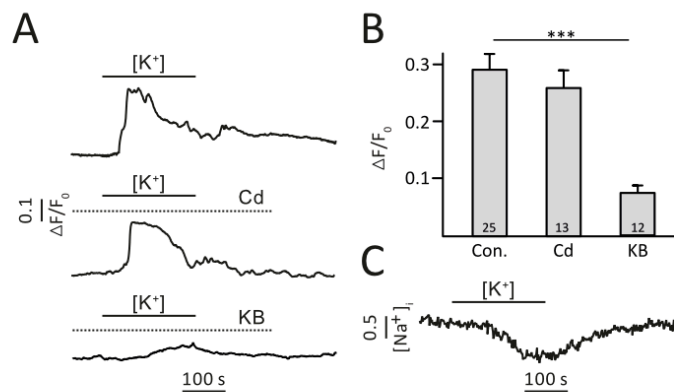 A
[K⁺]
[K⁺]
Cd
0.1
ΔF/F₀
[K⁺]
KB
100 s
B
***
0.3
0.2
0.1
ΔF/F₀
25
13
12
Con.
Cd
KB
C
[K⁺]
0.5
[Na⁺]ᵢ
100 s